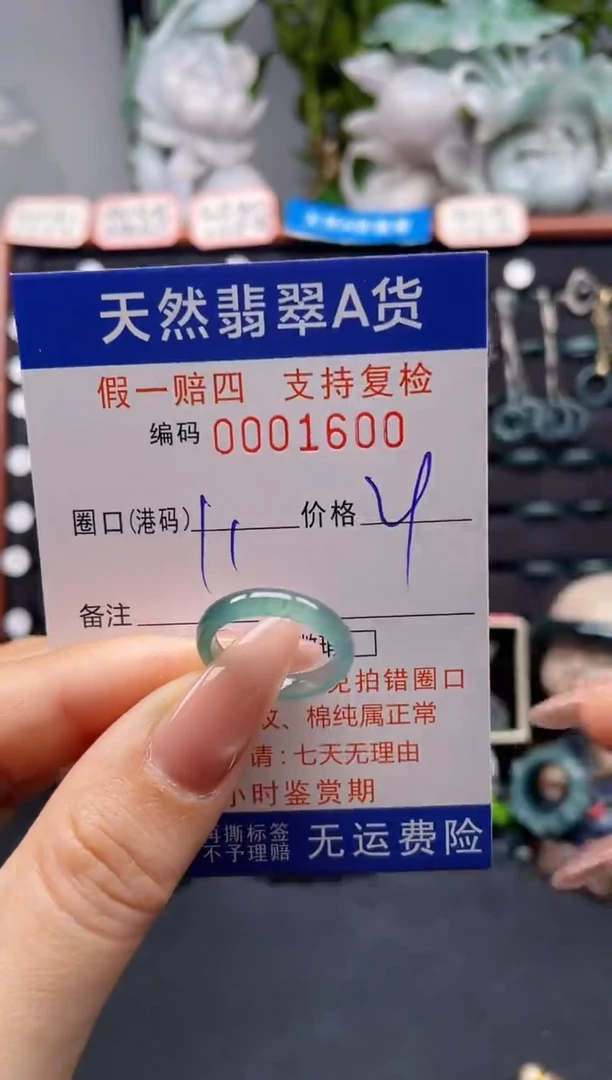 天然翡翠A货
假一赔四 支持复检
编码 0001600
圈口(港码) 11 价格 4
备注
免拍错圈口
纹、棉纯属正常
请:七天无理由
小时鉴赏期
再撕标签
不予理赔 无运费险